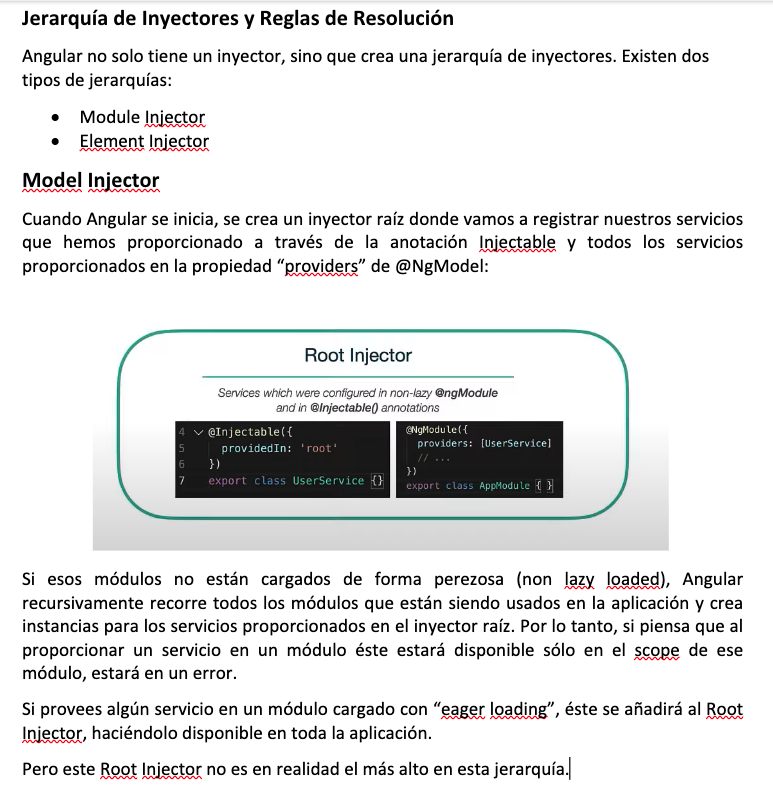 Jerarquía de Inyectores y Reglas de Resolución
Angular no solo tiene un inyector, sino que crea una jerarquía de inyectores. Existen dos
tipos de jerarquías:
• Module Injector
• Element Injector
Model Injector
Cuando Angular se inicia, se crea un inyector raíz donde vamos a registrar nuestros servicios
que hemos proporcionado a través de la anotación Injectable y todos los servicios
proporcionados en la propiedad “providers” de @NgModel:
Root Injector
Services which were configured in non-lazy @ngModule
and in @Injectable() annotations
4 @Injectable({
5 providedIn: 'root'
6 })
7 export class UserService {}
@NgModule({
providers: [UserService]
// ...
})
export class AppModule { }
Si esos módulos no están cargados de forma perezosa (non lazy loaded), Angular
recursivamente recorre todos los módulos que están siendo usados en la aplicación y crea
instancias para los servicios proporcionados en el inyector raíz. Por lo tanto, si piensa que al
proporcionar un servicio en un módulo éste estará disponible sólo en el scope de ese
módulo, estará en un error.
Si provees algún servicio en un módulo cargado con “eager loading”, éste se añadirá al Root
Injector, haciéndolo disponible en toda la aplicación.
Pero este Root Injector no es en realidad el más alto en esta jerarquía.